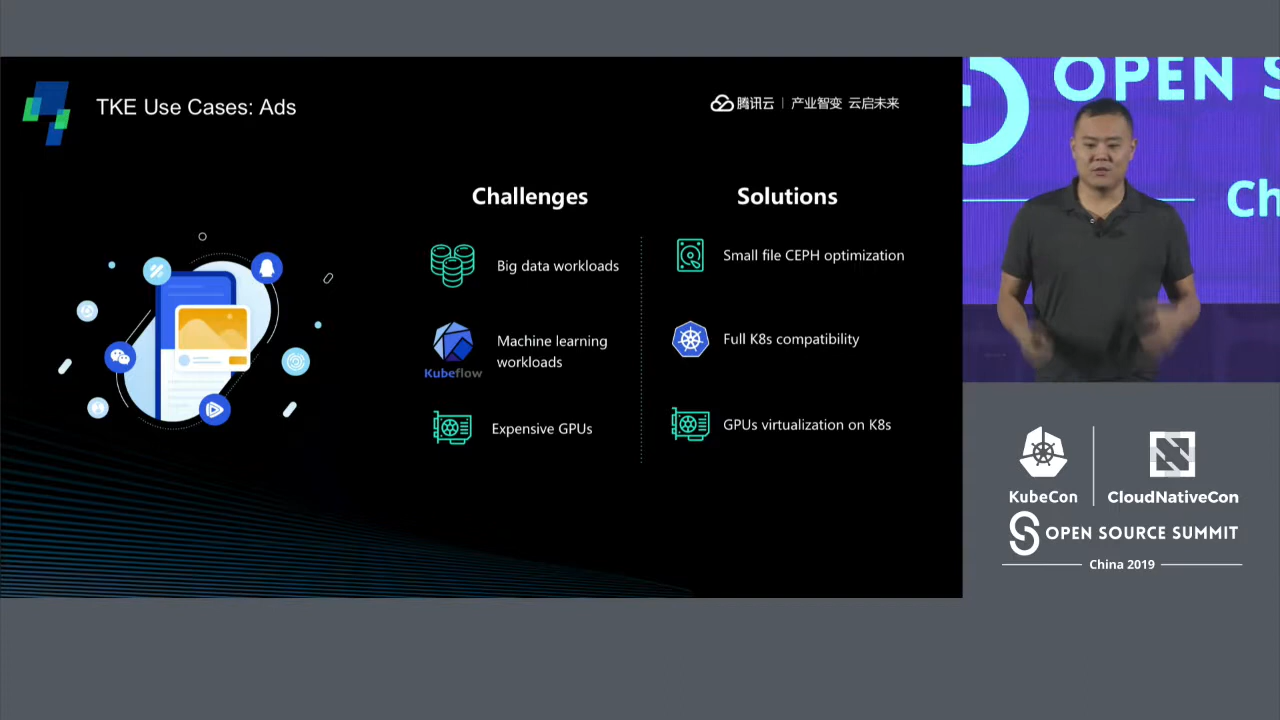 TKE Use Cases: Ads
腾讯云 | 产业智变 云启未来
Challenges
Big data workloads
Machine learning
workloads
Kubeflow
Expensive GPUs
Solutions
Small file CEPH optimization
Full K8s compatibility
GPUs virtualization on K8s
OPEN S
Ch
KubeCon
CloudNativeCon
OPEN SOURCE SUMMIT
China 2019